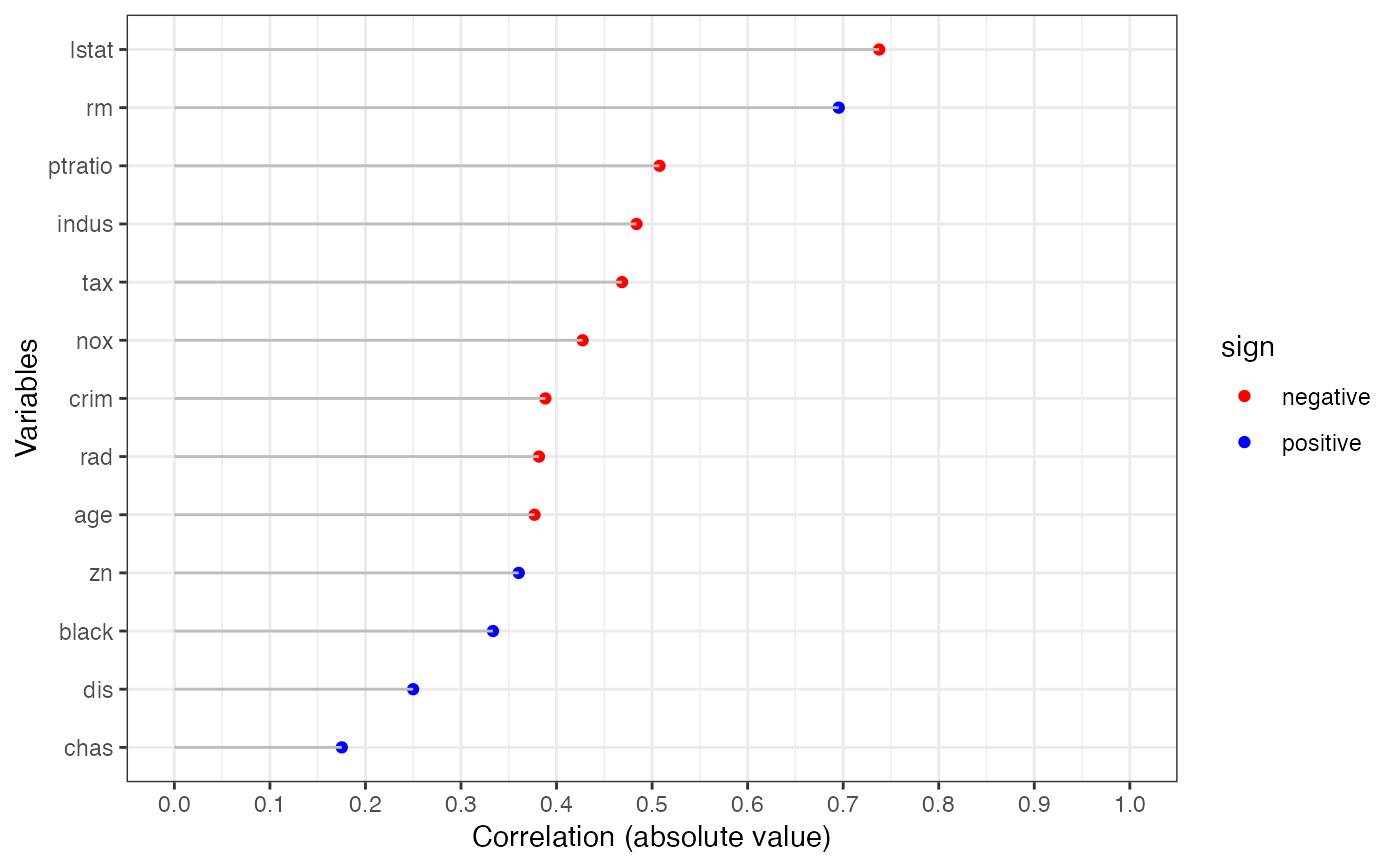 lstat
rm
ptratio
indus
tax
nox
crim
rad
age
zn
black
dis
chas
Variables
0.0 0.1 0.2 0.3 0.4 0.5 0.6 0.7 0.8 0.9 1.0
Correlation (absolute value)
sign
negative
positive